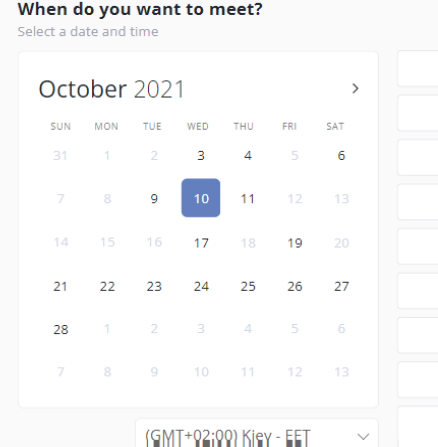 When do you want to meet?
Select a date and time
October 2021
SUN MON TUE WED THU FRI SAT
31 1 2 3 4 5 6
7 8 9 10 11 12 13
14 15 16 17 18 19 20
21 22 23 24 25 26 27
28 1 2 3 4 5 6
7 8 9 10 11 12 13
(GMT+02:00) Kiev - EET